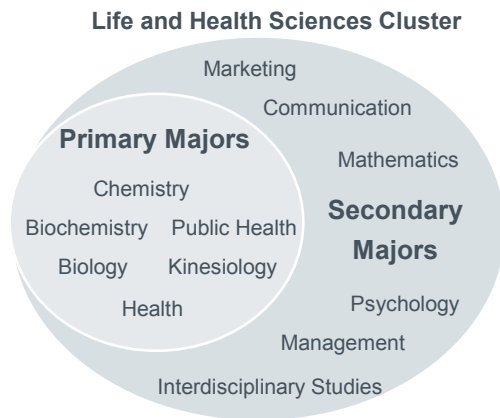 Life and Health Sciences Cluster
Marketing
Communication
Primary Majors
Mathematics
Chemistry
Biochemistry
Public Health
Secondary
Majors
Biology
Kinesiology
Health
Psychology
Management
Interdisciplinary Studies